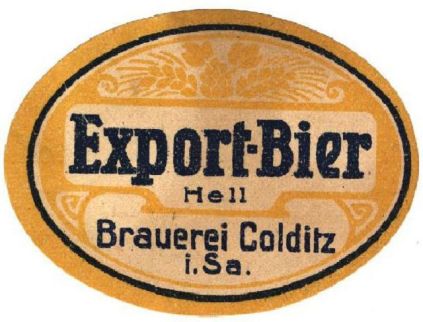 Export-Bier
Hell
Brauerei Colditz
i.Sa.